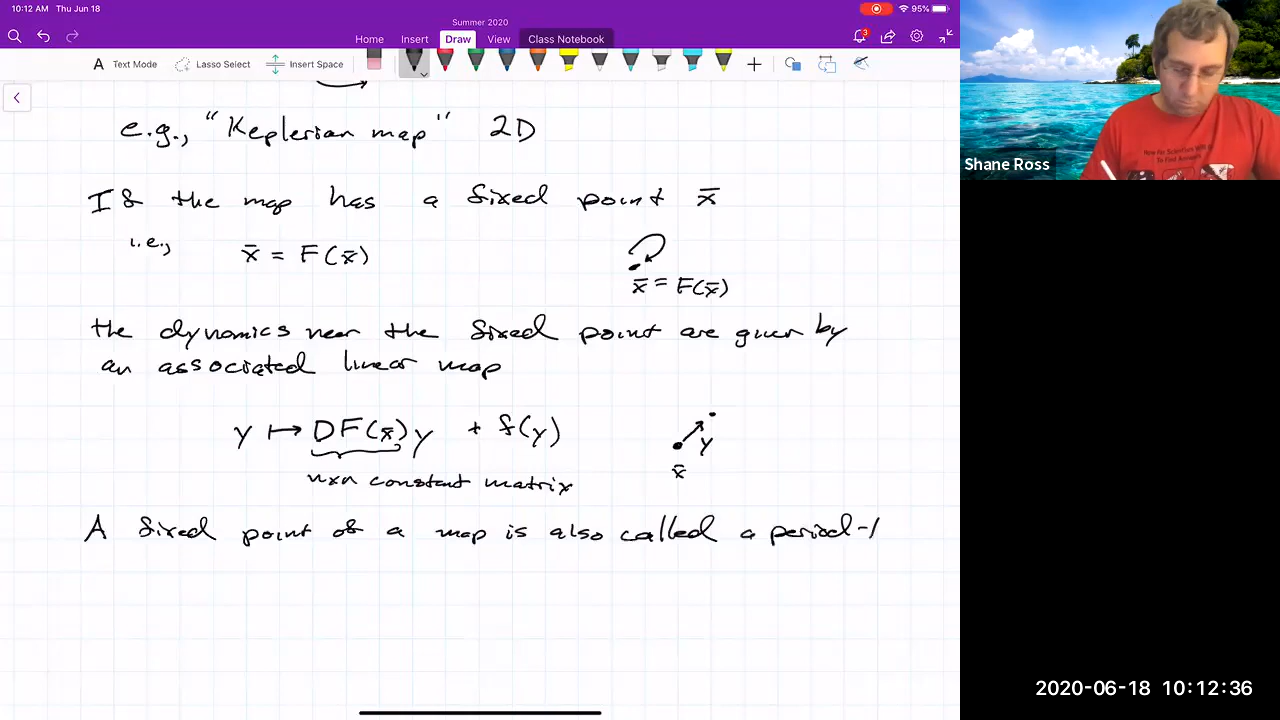 10:12 AM Thu Jun 18
95%
Summer 2020
Home Insert Draw View Class Notebook
3
A Text Mode Lasso Select Insert Space
e.g., "Keplerian map" 2D
If the map has a fixed point x̄
i.e., x̄ = F(x̄)
x̄ = F(x̄)
the dynamics near the fixed point are given by
an associated linear map
y ↦ DF(x̄)y + f(y)
y
x̄
nxn constant matrix
A fixed point of a map is also called a period-1
Shane Ross
2020-06-18 10:12:36